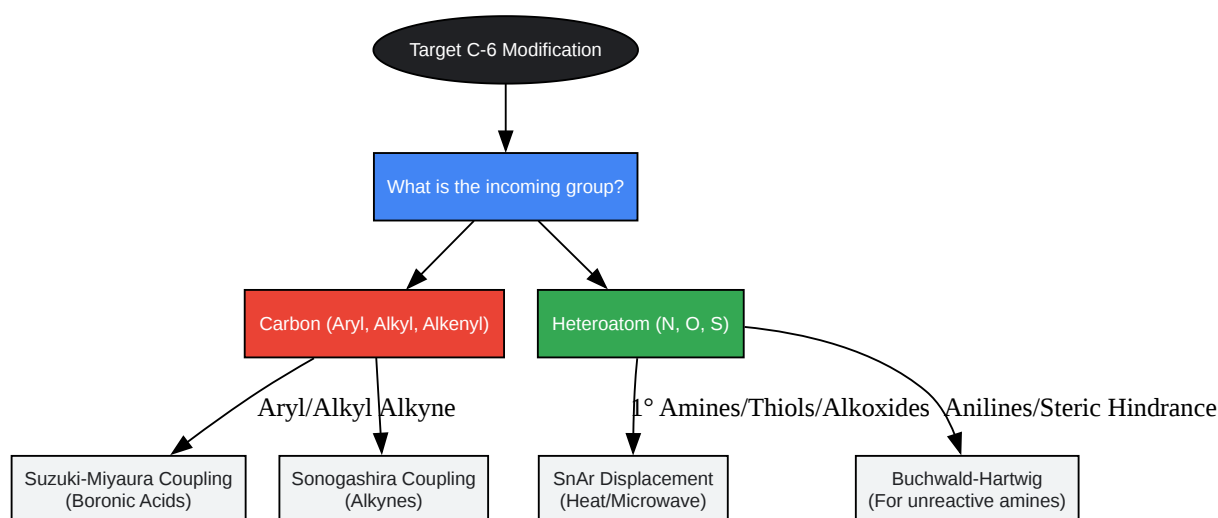 Target C-6 Modification
What is the incoming group?
Carbon (Aryl, Alkyl, Alkenyl)
Heteroatom (N, O, S)
Aryl/Alkyl
Alkyne
1° Amines/Thiols/Alkoxides
Anilines/Steric Hindrance
Suzuki-Miyaura Coupling
(Boronic Acids)
Sonogashira Coupling
(Alkynes)
SnAr Displacement
(Heat/Microwave)
Buchwald-Hartwig
(For unreactive amines)